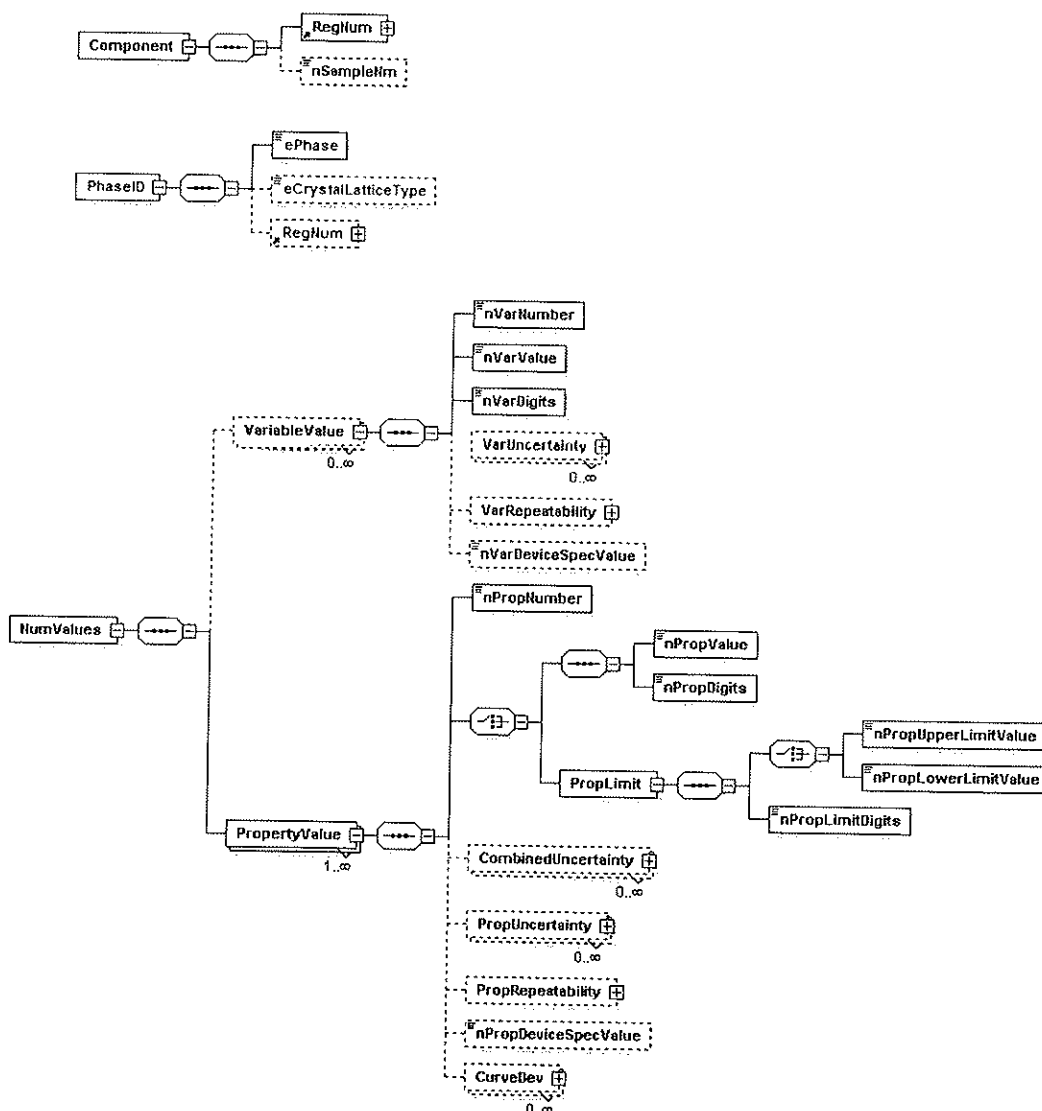 RegNum
Component
nSampleNm
ePhase
PhaseID
eCrystalLatticeType
RegNum
nVarNumber
nVarValue
nVarDigits
VariableValue
0..∞
VarUncertainty
0..∞
VarRepeatability
nVarDeviceSpecValue
nPropNumber
NumValues
nPropValue
nPropDigits
nPropUpperLimitValue
PropLimit
nPropLowerLimitValue
nPropLimitDigits
PropertyValue
1..∞
CombinedUncertainty
0..∞
PropUncertainty
0..∞
PropRepeatability
nPropDeviceSpecValue
CurveDev
0..∞